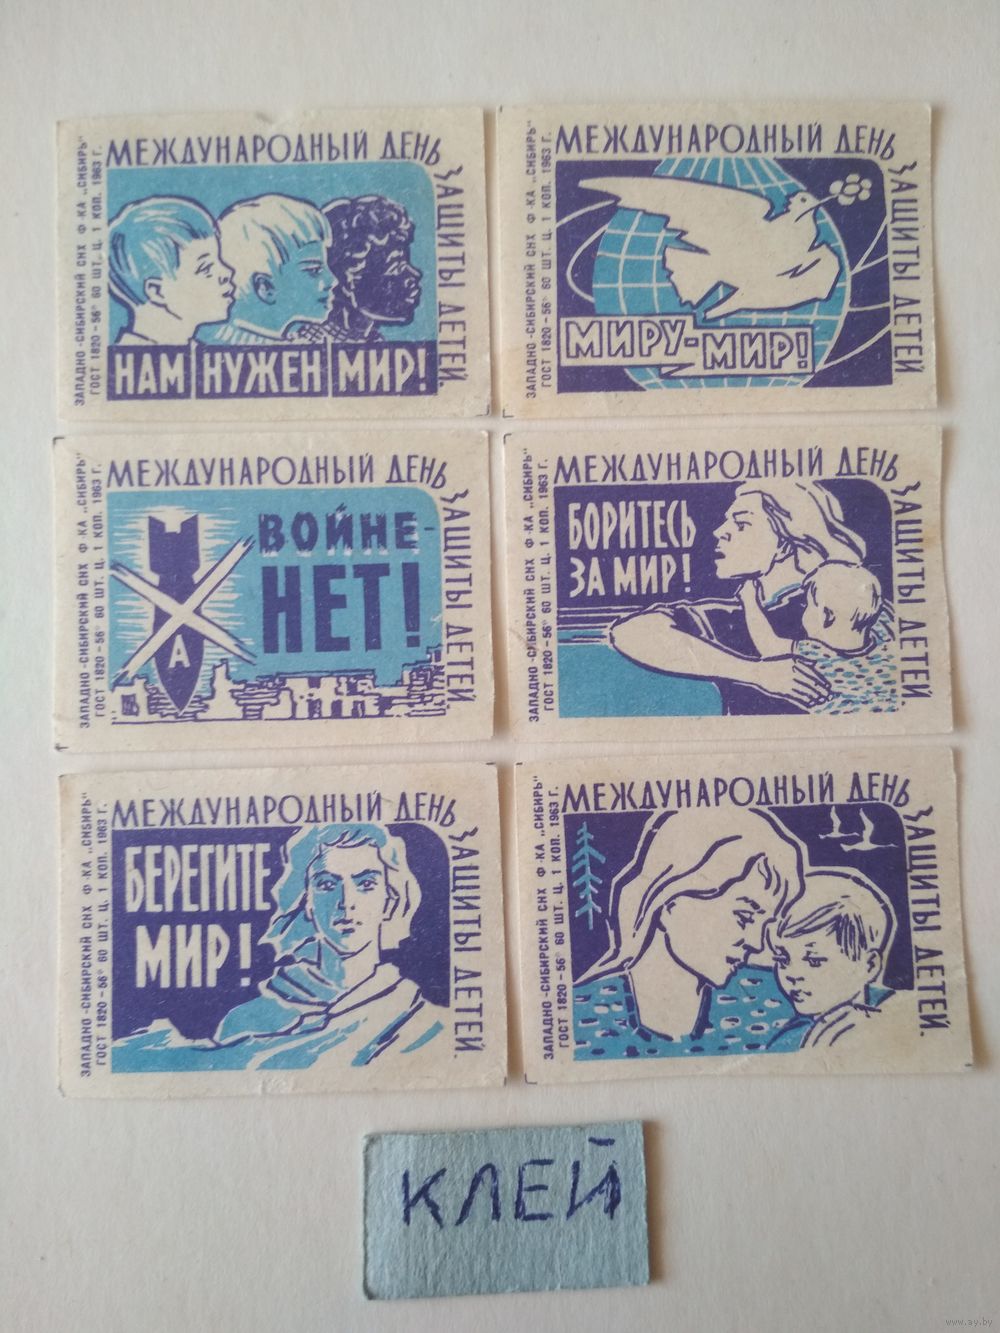 ЗАПАДНО-СИБИРСКИЙ СНХ Ф-КА „СИБИРЬ"
ГОСТ 1820-56° 60 ШТ. Ц. 1 КОП. 1963 Г.
МЕЖДУНАРОДНЫЙ ДЕНЬ
ЗАЩИТЫ ДЕТЕЙ.
НАМ НУЖЕН МИР!
ЗАПАДНО-СИБИРСКИЙ СНХ Ф-КА „СИБИРЬ"
ГОСТ 1820-56° 60 ШТ. Ц. 1 КОП. 1963 Г.
МЕЖДУНАРОДНЫЙ ДЕНЬ
ЗАЩИТЫ ДЕТЕЙ.
МИРУ-МИР!
ЗАПАДНО-СИБИРСКИЙ СНХ Ф-КА „СИБИРЬ"
ГОСТ 1820-56° 60 ШТ. Ц. 1 КОП. 1963 Г.
МЕЖДУНАРОДНЫЙ ДЕНЬ
ЗАЩИТЫ ДЕТЕЙ.
ВОЙНЕ-
НЕТ!
А
ЗАПАДНО-СИБИРСКИЙ СНХ Ф-КА „СИБИРЬ"
ГОСТ 1820-56° 60 ШТ. Ц. 1 КОП. 1963 Г.
МЕЖДУНАРОДНЫЙ ДЕНЬ
ЗАЩИТЫ ДЕТЕЙ.
БОРИТЕСЬ
ЗА МИР!
ЗАПАДНО-СИБИРСКИЙ СНХ Ф-КА „СИБИРЬ"
ГОСТ 1820-56° 60 ШТ. Ц. 1 КОП. 1963 Г.
МЕЖДУНАРОДНЫЙ ДЕНЬ
ЗАЩИТЫ ДЕТЕЙ.
БЕРЕГИТЕ
МИР!
ЗАПАДНО-СИБИРСКИЙ СНХ Ф-КА „СИБИРЬ"
ГОСТ 1820-56° 60 ШТ. Ц. 1 КОП. 1963 Г.
МЕЖДУНАРОДНЫЙ ДЕНЬ
ЗАЩИТЫ ДЕТЕЙ.
КЛЕЙ
www.ay.by